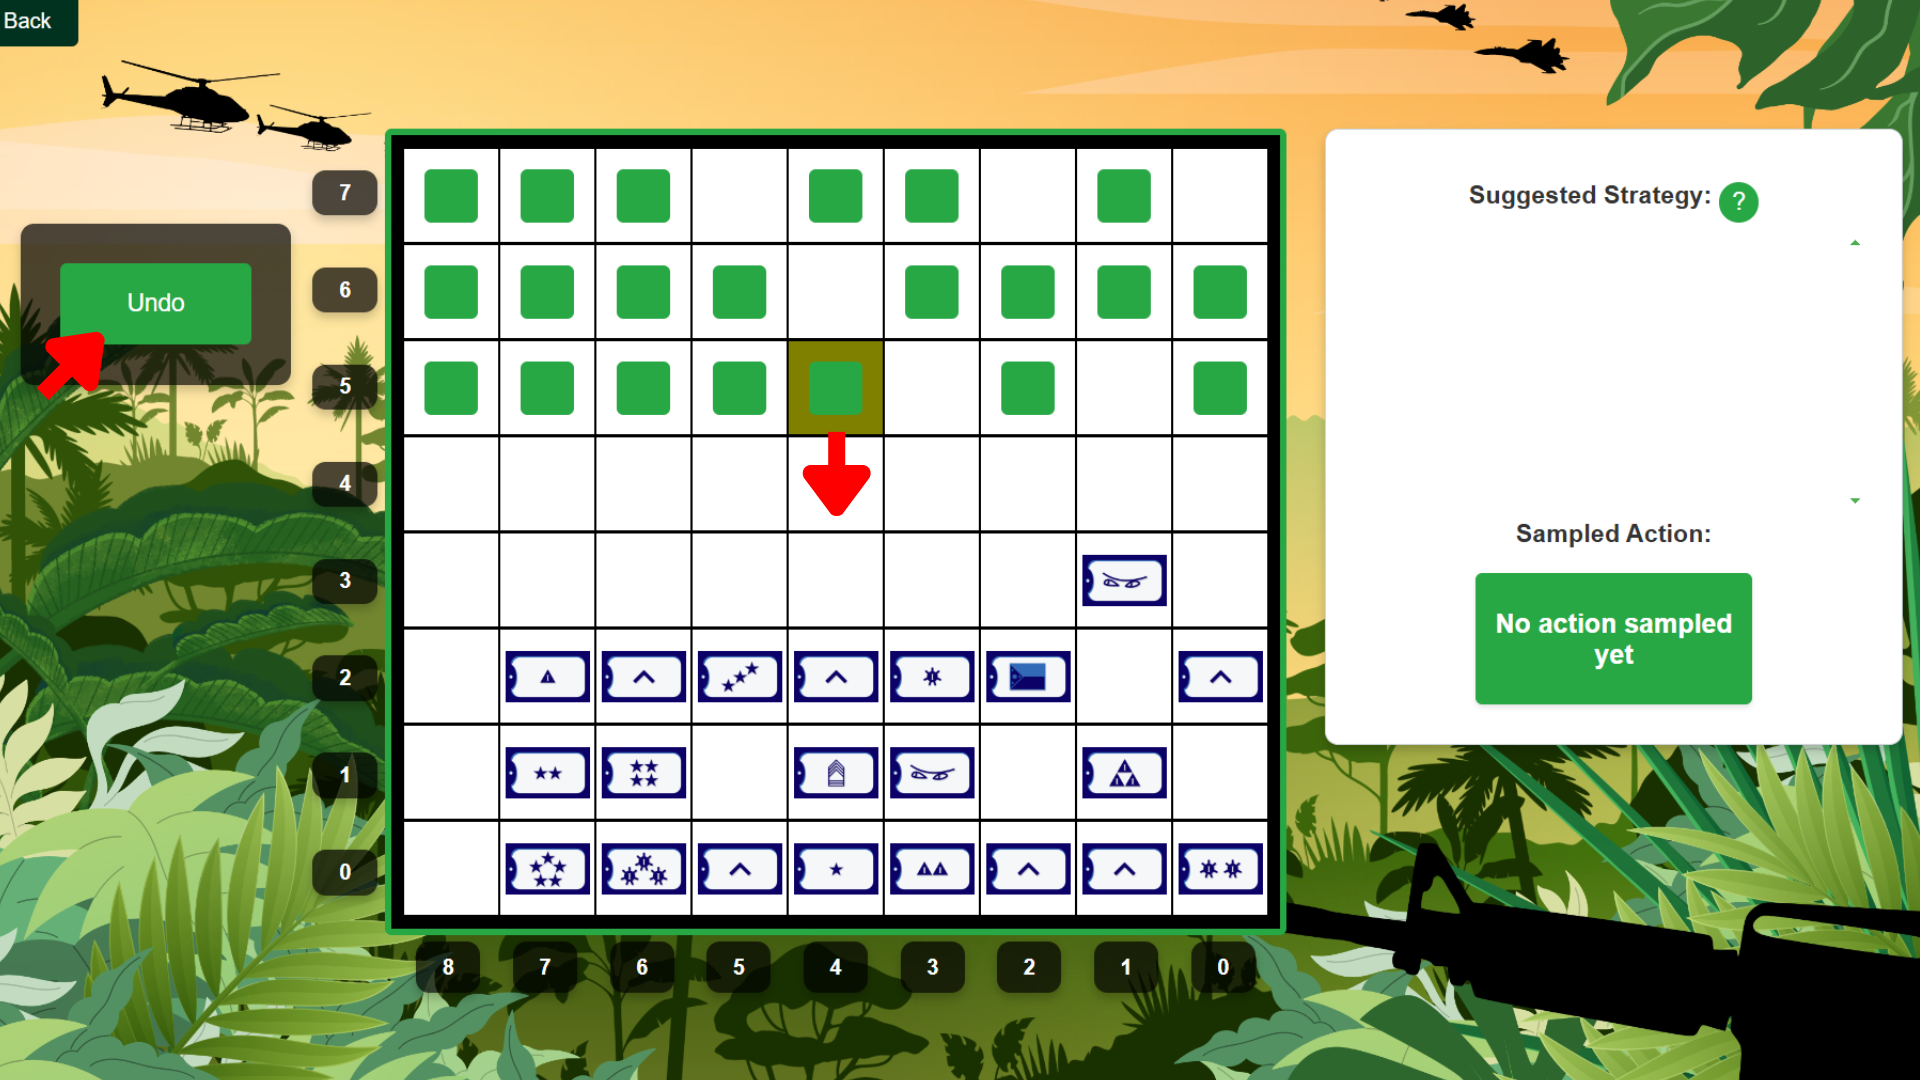 Back
Undo
7
6
5
4
3
2
1
0
8 7 6 5 4 3 2 1 0
Suggested Strategy: ?
Sampled Action:
No action sampled
yet